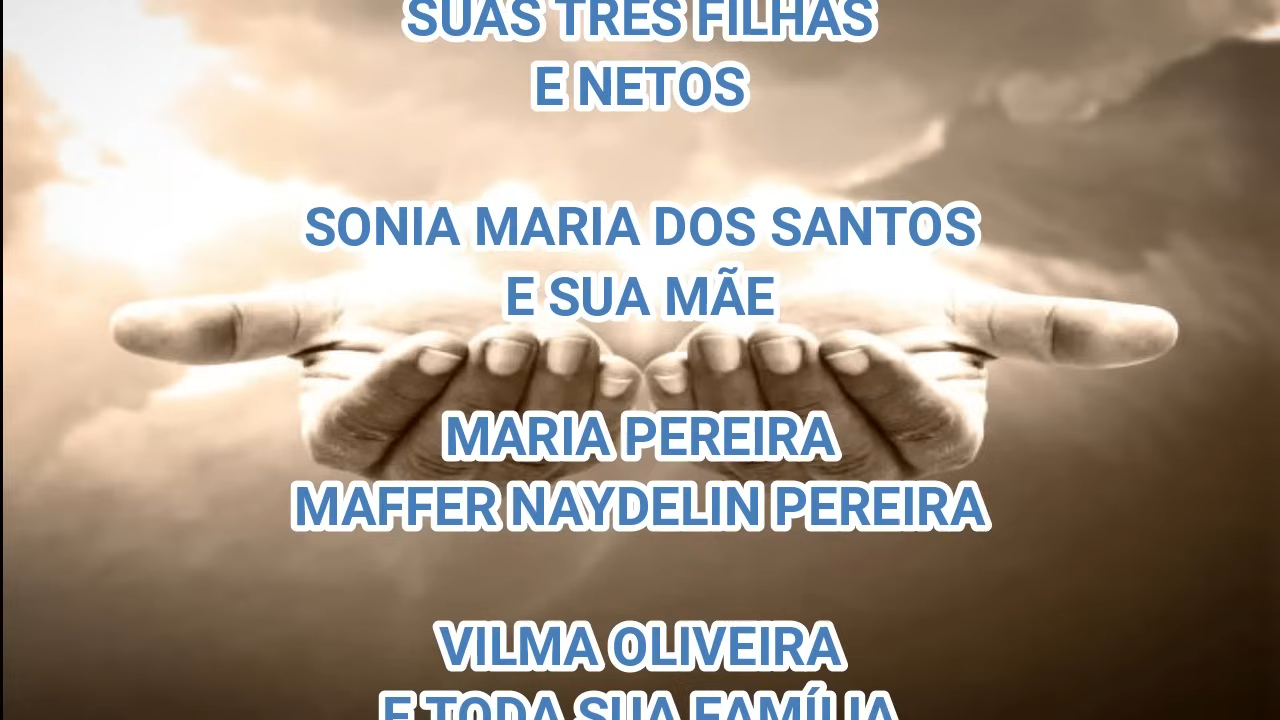 SUAS TRÊS FILHAS
E NETOS
SONIA MARIA DOS SANTOS
E SUA MÃE
MARIA PEREIRA
MAFFER NAYDELIN PEREIRA
VILMA OLIVEIRA
E TODA SUA FAMÍLIA